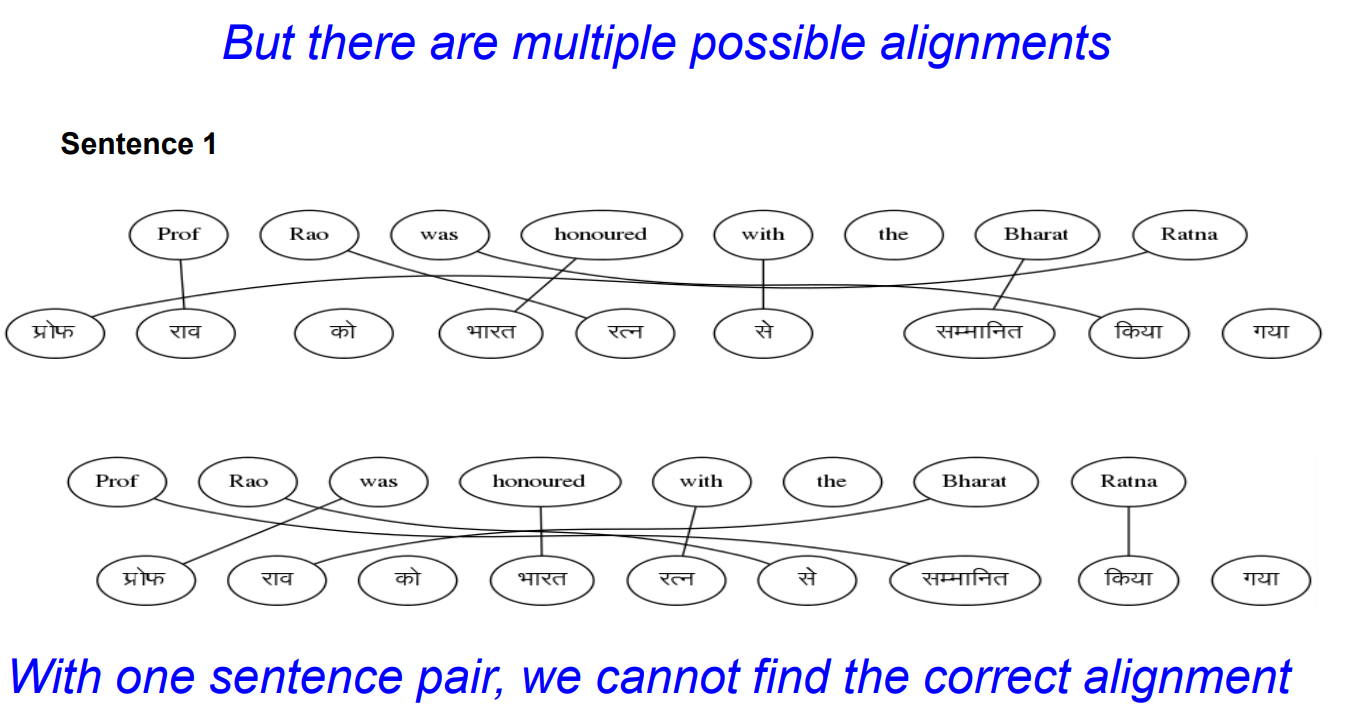 But there are multiple possible alignments
Sentence 1
Prof Rao was honoured with the Bharat Ratna
प्रोफ राव को भारत रत्न से सम्मानित किया गया
Prof Rao was honoured with the Bharat Ratna
प्रोफ राव को भारत रत्न से सम्मानित किया गया
With one sentence pair, we cannot find the correct alignment